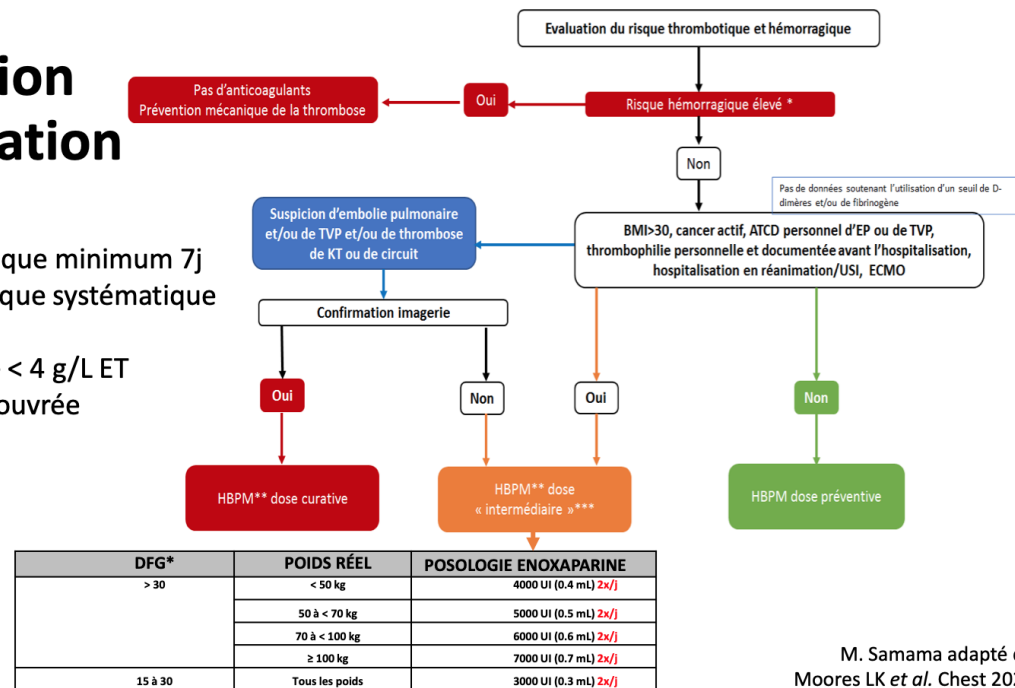 Evaluation du risque thrombotique et hémorragique
Pas d'anticoagulants
Prévention mécanique de la thrombose
Oui
Risque hémorragique élevé *
Non
Pas de données soutenant l'utilisation d'un seuil de D-
dimères et/ou de fibrinogène
Suspicion d'embolie pulmonaire
et/ou de TVP et/ou de thrombose
de KT ou de circuit
BMI>30, cancer actif, ATCD personnel d'EP ou de TVP,
thrombophilie personnelle et documentée avant l'hospitalisation,
hospitalisation en réanimation/USI, ECMO
que minimum 7j
que systématique
< 4 g/L ET
Confirmation imagerie
Oui
Non
Oui
Non
HBPM** dose curative
HBPM** dose
« intermédiaire »***
HBPM dose préventive
DFG* POIDS RÉEL POSOLOGIE ENOXAPARINE
> 30 < 50 kg 4000 UI (0.4 mL) 2x/j
50 à < 70 kg 5000 UI (0.5 mL) 2x/j
70 à < 100 kg 6000 UI (0.6 mL) 2x/j
≥ 100 kg 7000 UI (0.7 mL) 2x/j
15 à 30 Tous les poids 3000 UI (0.3 mL) 2x/j
M. Samama adapté
Moores LK et al. Chest